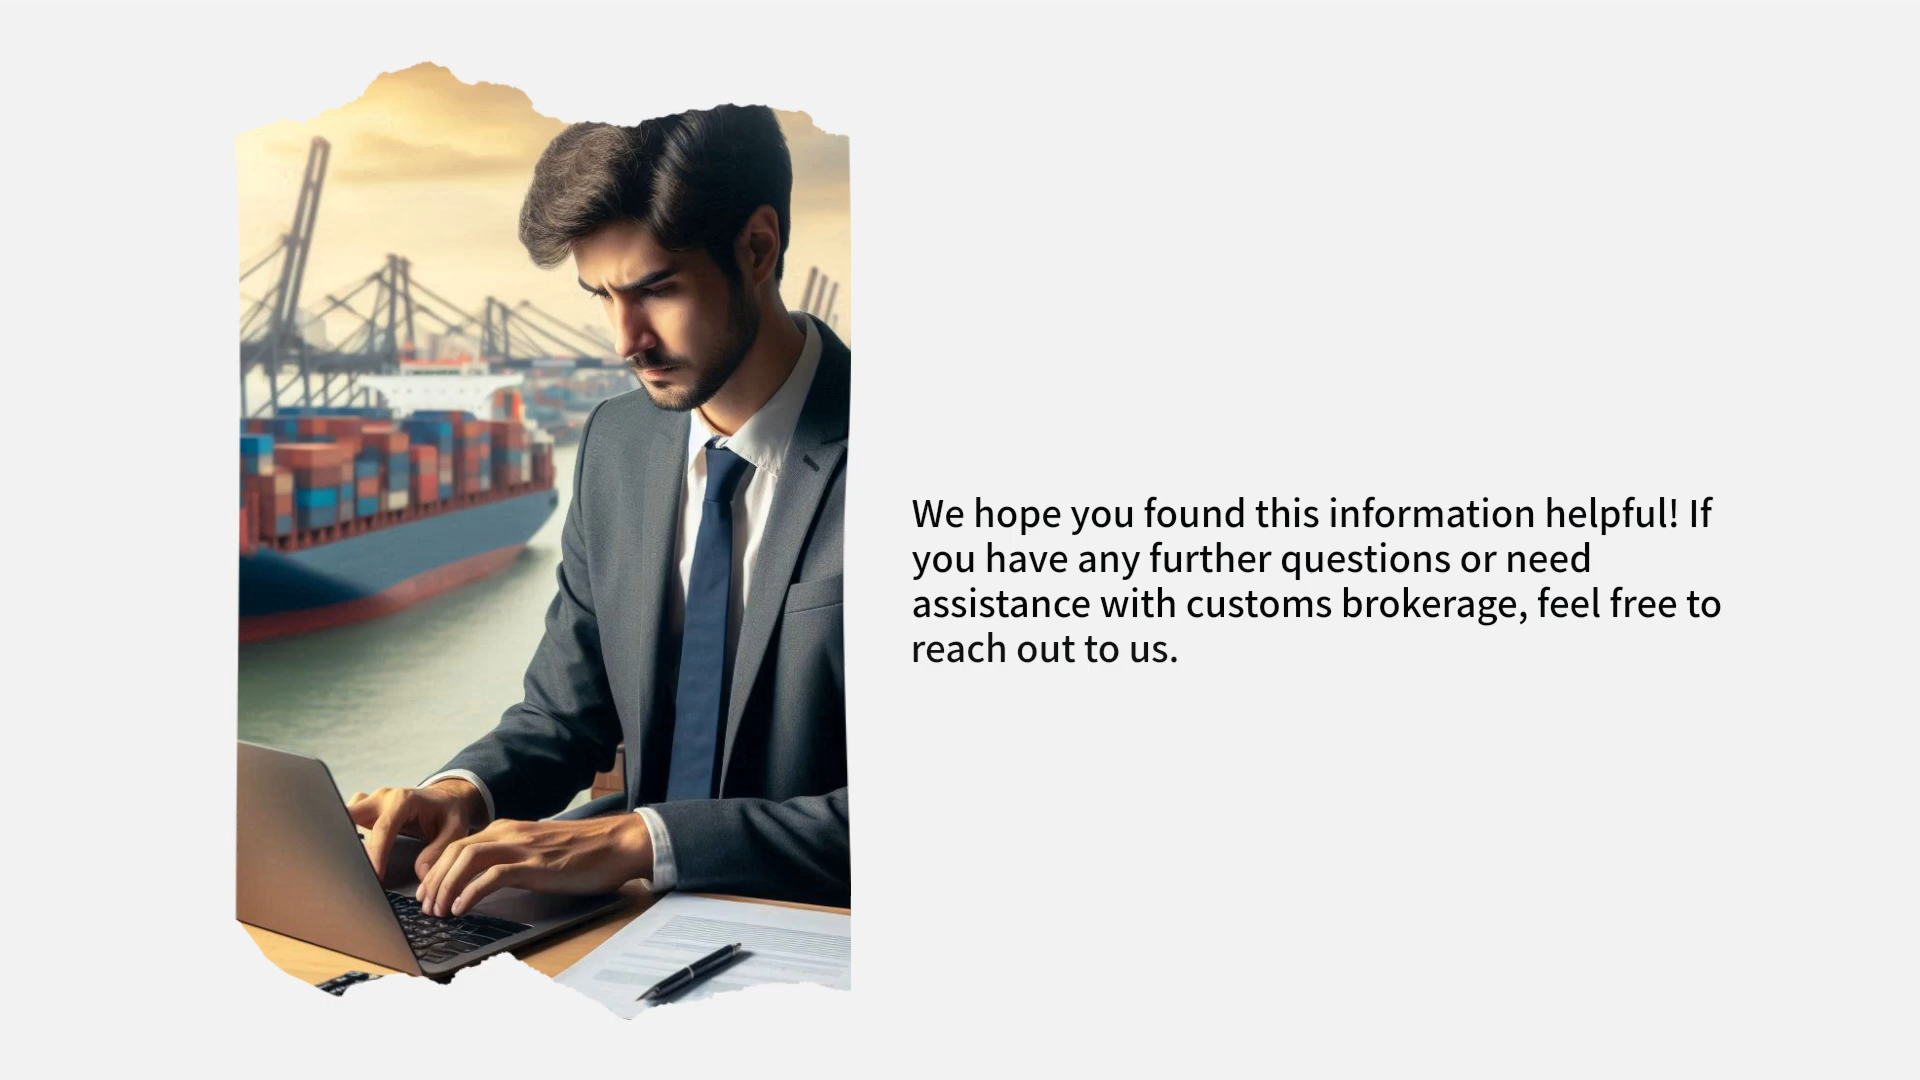 We hope you found this information helpful! If
you have any further questions or need
assistance with customs brokerage, feel free to
reach out to us.